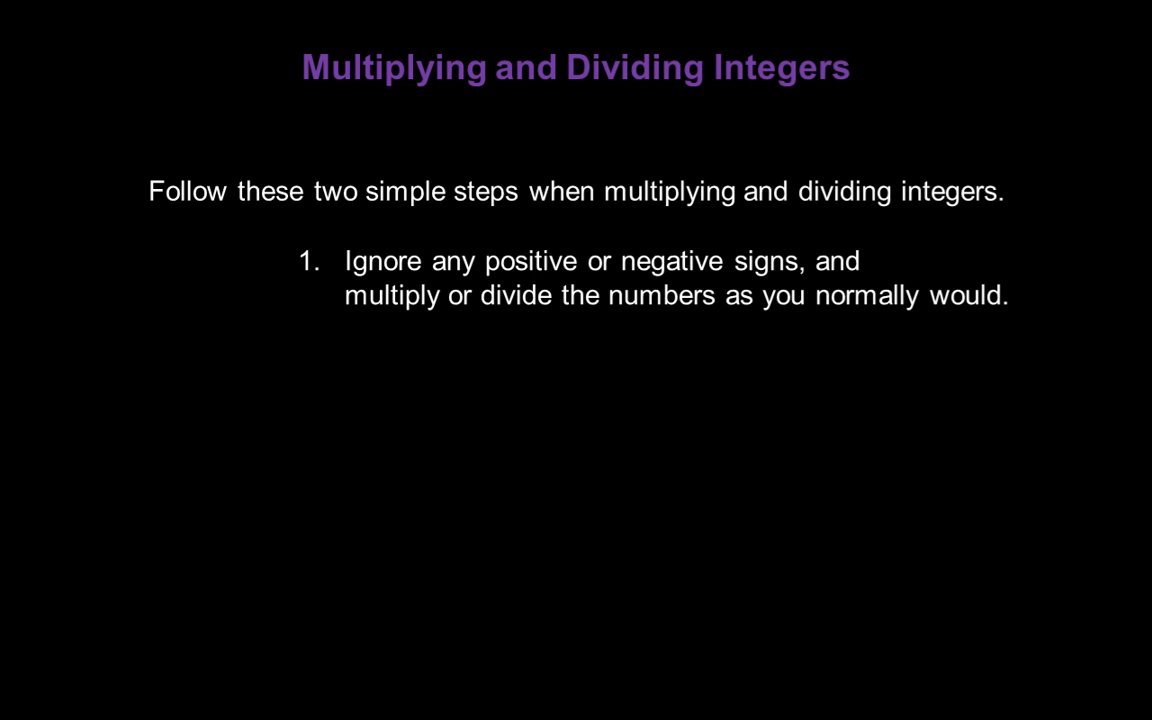 Multiplying and Dividing Integers
Follow these two simple steps when multiplying and dividing integers.
1. Ignore any positive or negative signs, and
multiply or divide the numbers as you normally would.